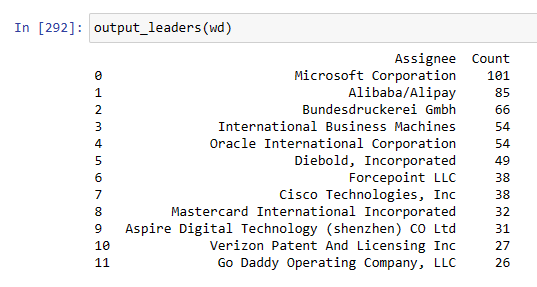 In [292]: output_leaders(wd)
Assignee Count
0 Microsoft Corporation 101
1 Alibaba/Alipay 85
2 Bundesdruckerei Gmbh 66
3 International Business Machines 54
4 Oracle International Corporation 54
5 Diebold, Incorporated 49
6 Forcepoint LLC 38
7 Cisco Technologies, Inc 38
8 Mastercard International Incorporated 32
9 Aspire Digital Technology (shenzhen) CO Ltd 31
10 Verizon Patent And Licensing Inc 27
11 Go Daddy Operating Company, LLC 26